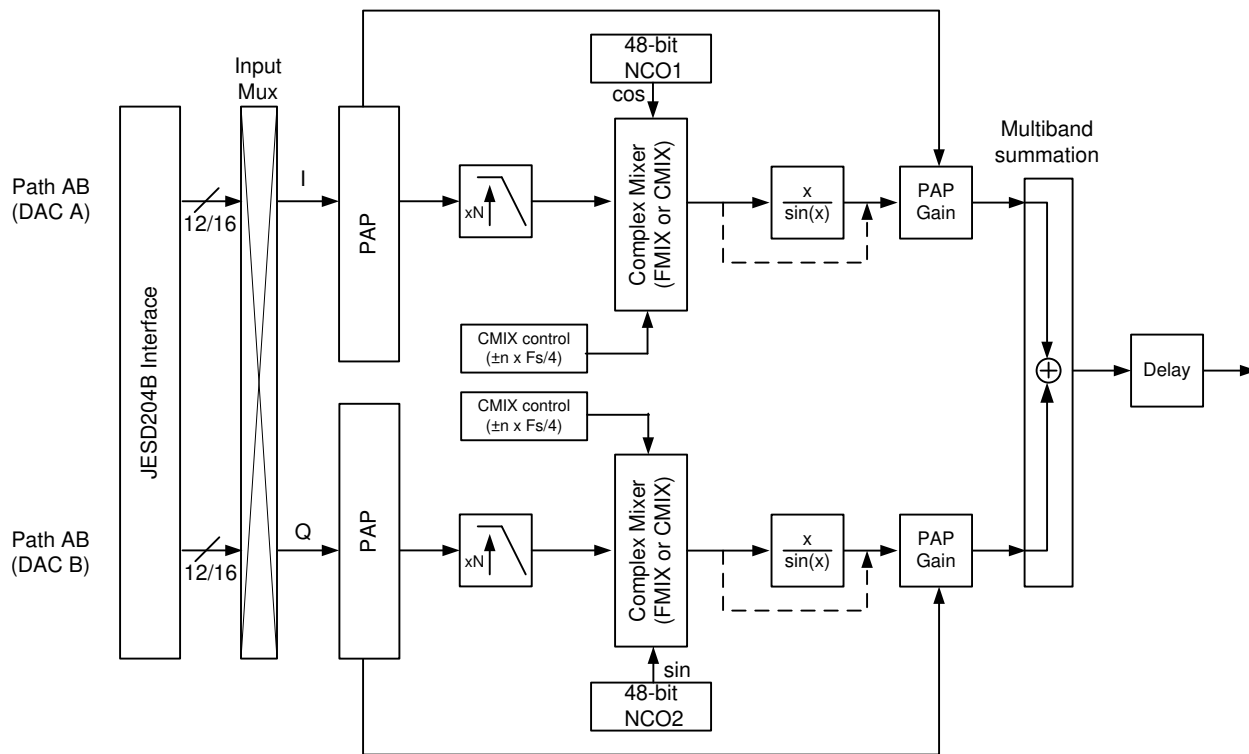 48-bit
NCO1
cos
Input
Mux
Multiband
summation
Path AB
(DAC A)
12/16
JESD204B Interface
I
PAP
xN
Complex Mixer
(FMIX or CMIX)
x
sin(x)
PAP
Gain
CMIX control
(±n x Fs/4)
Delay
CMIX control
(±n x Fs/4)
Path AB
(DAC B)
12/16
Q
PAP
xN
Complex Mixer
(FMIX or CMIX)
x
sin(x)
PAP
Gain
sin
48-bit
NCO2